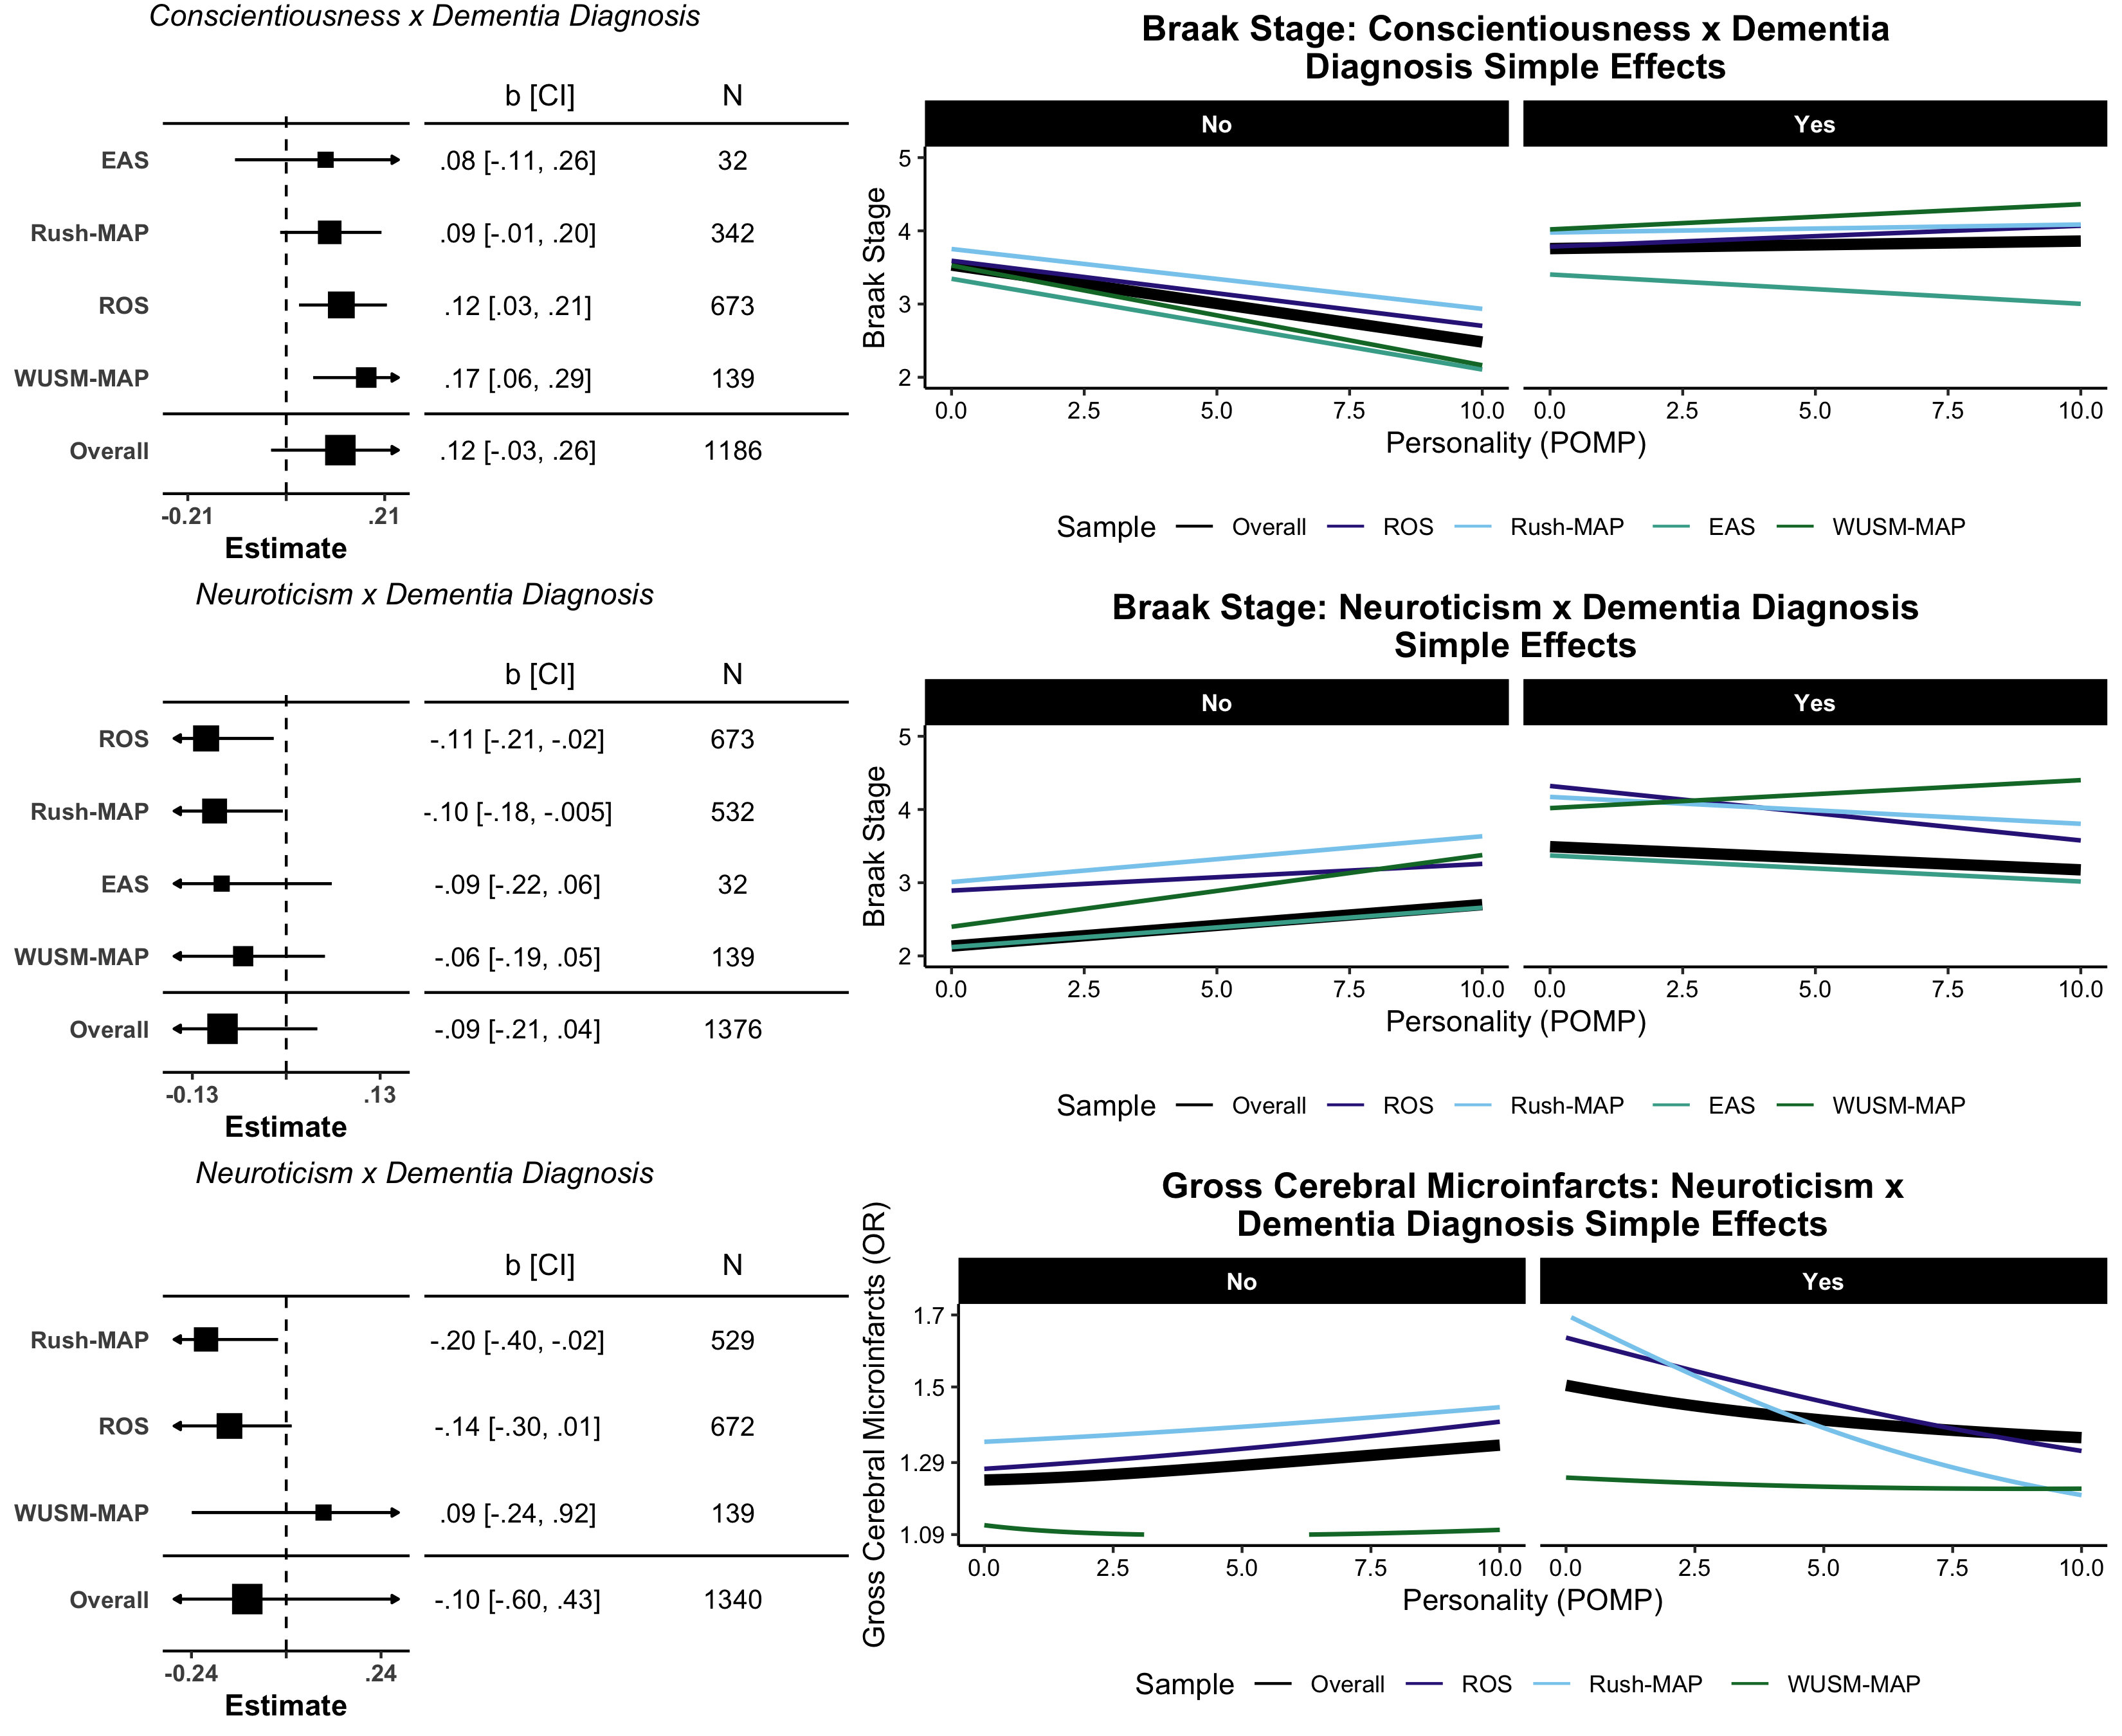 Conscientiousness x Dementia Diagnosis
b [CI] N
EAS .08 [-.11, .26] 32
Rush-MAP .09 [-.01, .20] 342
ROS .12 [.03, .21] 673
WUSM-MAP .17 [.06, .29] 139
Overall .12 [-.03, .26] 1186
-0.21 .21
Estimate
Braak Stage: Conscientiousness x Dementia
Diagnosis Simple Effects
No Yes
Braak Stage
5
4
3
2
0.0 2.5 5.0 7.5 10.0 0.0 2.5 5.0 7.5 10.0
Personality (POMP)
Sample Overall ROS Rush-MAP EAS WUSM-MAP
Neuroticism x Dementia Diagnosis
b [CI] N
ROS -.11 [-.21, -.02] 673
Rush-MAP -.10 [-.18, -.005] 532
EAS -.09 [-.22, .06] 32
WUSM-MAP -.06 [-.19, .05] 139
Overall -.09 [-.21, .04] 1376
-0.13 .13
Estimate
Braak Stage: Neuroticism x Dementia Diagnosis
Simple Effects
No Yes
Braak Stage
5
4
3
2
0.0 2.5 5.0 7.5 10.0 0.0 2.5 5.0 7.5 10.0
Personality (POMP)
Sample Overall ROS Rush-MAP EAS WUSM-MAP
Neuroticism x Dementia Diagnosis
b [CI] N
Rush-MAP -.20 [-.40, -.02] 529
ROS -.14 [-.30, .01] 672
WUSM-MAP .09 [-.24, .92] 139
Overall -.10 [-.60, .43] 1340
-0.24 .24
Estimate
Gross Cerebral Microinfarcts: Neuroticism x
Dementia Diagnosis Simple Effects
No Yes
Gross Cerebral Microinfarcts (OR)
1.7
1.5
1.29
1.09
0.0 2.5 5.0 7.5 10.0 0.0 2.5 5.0 7.5 10.0
Personality (POMP)
Sample Overall ROS Rush-MAP WUSM-MAP